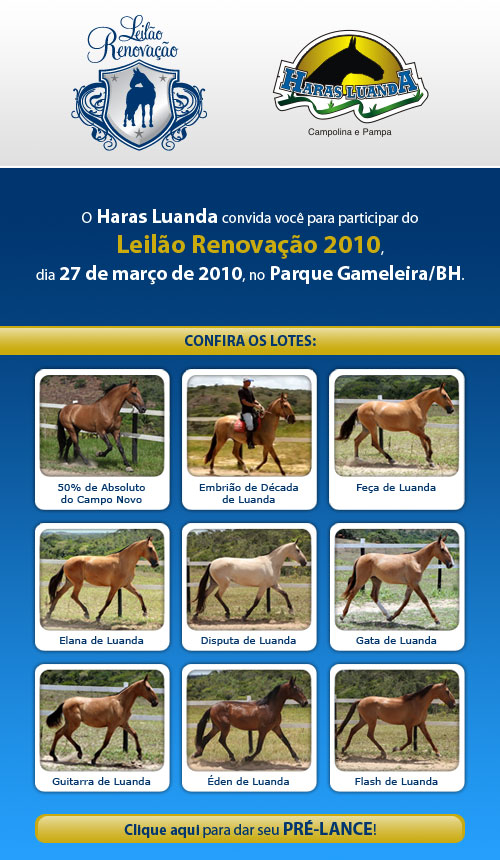 Leilão
Renovação
HARAS LUANDA
Campolina e Pampa
O Haras Luanda convida você para participar do
Leilão Renovação 2010,
dia 27 de março de 2010, no Parque Gameleira/BH.
CONFIRA OS LOTES:
50% de Absoluto
do Campo Novo
Embrião de Década
de Luanda
Feça de Luanda
Elana de Luanda
Disputa de Luanda
Gata de Luanda
Guitarra de Luanda
Éden de Luanda
Flash de Luanda
Clique aqui para dar seu PRÉ-LANCE!